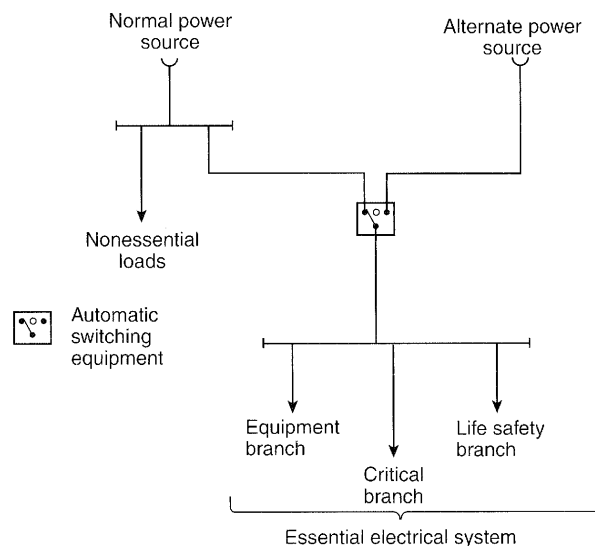 Normal power
source
Alternate power
source
Nonessential
loads
Automatic
switching
equipment
Equipment
branch
Critical
branch
Life safety
branch
Essential electrical system